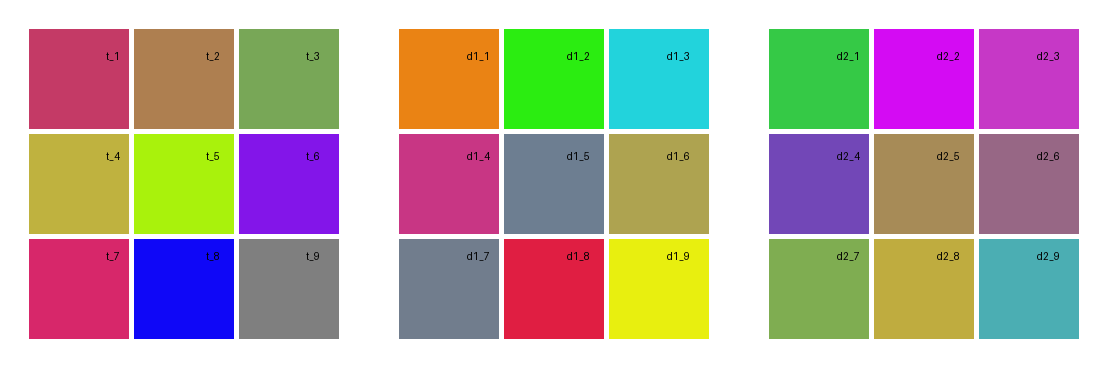 t_1 t_2 t_3 d1_1 d1_2 d1_3 d2_1 d2_2 d2_3
t_4 t_5 t_6 d1_4 d1_5 d1_6 d2_4 d2_5 d2_6
t_7 t_8 t_9 d1_7 d1_8 d1_9 d2_7 d2_8 d2_9